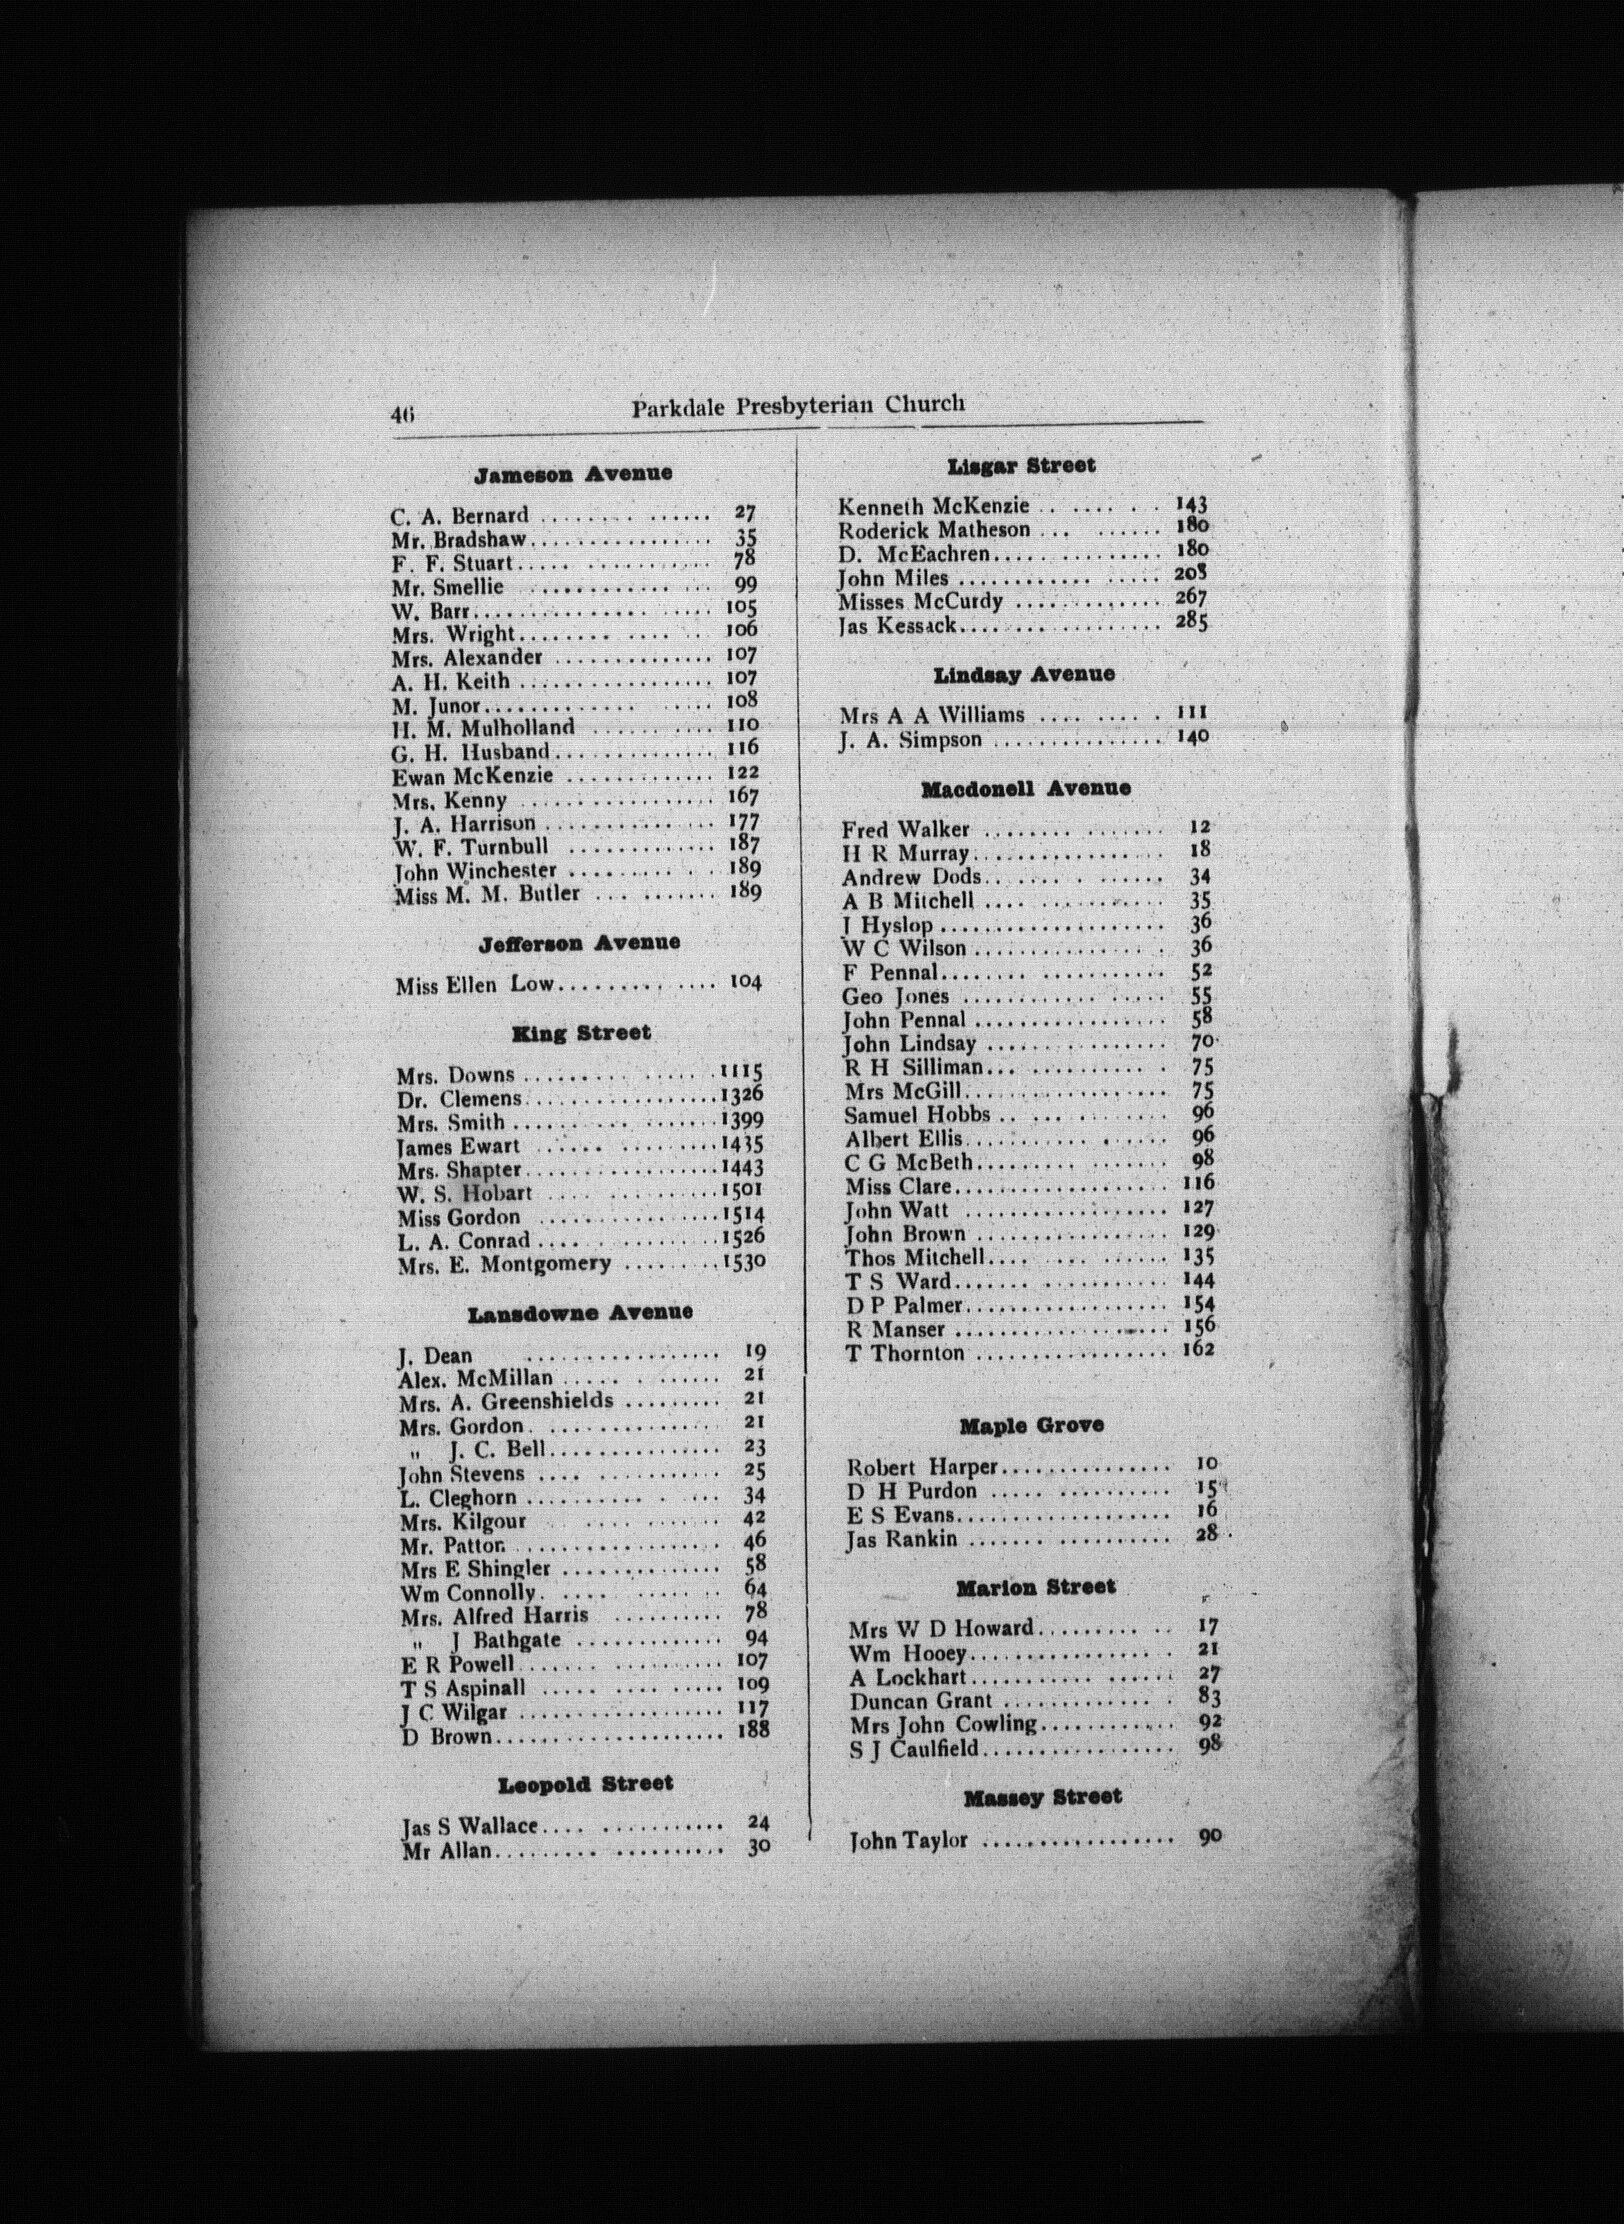 46
Parkdale Presbyterian Church
Jameson Avenue
C. A. Bernard .............. 27
Mr. Bradshaw................ 35
F. F. Stuart................ 78
Mr. Smellie ............... 99
W. Barr..................... 105
Mrs. Wright................ 106
Mrs. Alexander .............. 107
A. H. Keith ................. 107
M. Junor.................... 108
H. M. Mulholland .......... 110
G. H. Husband.............. 116
Ewan McKenzie ............. 122
Mrs. Kenny ................. 167
J. A. Harrison .............. 177
W. F. Turnbull ............. 187
John Winchester ........... 189
Miss M. M. Butler .......... 189
Jefferson Avenue
Miss Ellen Low.............. 104
King Street
Mrs. Downs .................1115
Dr. Clemens.................1326
Mrs. Smith .................1399
James Ewart ...............1435
Mrs. Shapter.................1443
W. S. Hobart ...............1501
Miss Gordon ................1514
L. A. Conrad ................1526
Mrs. E. Montgomery .........1530
Lansdowne Avenue
J. Dean ................. 19
Alex. McMillan ............. 21
Mrs. A. Greenshields ......... 21
Mrs. Gordon................. 21
„ J. C. Bell............... 23
John Stevens ............... 25
L. Cleghorn ............... 34
Mrs. Kilgour ........... 42
Mr. Patton .................. 46
Mrs E Shingler .............. 58
Wm Connolly............... 64
Mrs. Alfred Harris .......... 78
„ J Bathgate ............. 94
E R Powell................. 107
T S Aspinall .............. 109
J C Wilgar .................. 117
D Brown.................... 188
Leopold Street
Jas S Wallace............... 24
Mr Allan................... 30
Lisgar Street
Kenneth McKenzie .......... 143
Roderick Matheson ......... 180
D. McEachren............... 180
John Miles ................. 208
Misses McCurdy ............. 267
Jas Kessack................. 285
Lindsay Avenue
Mrs A A Williams .......... 111
J. A. Simpson ............... 140
Macdonell Avenue
Fred Walker ............... 12
H R Murray................. 18
Andrew Dods.............. 34
A B Mitchell ............... 35
J Hyslop .................... 36
W C Wilson ................ 36
F Pennal................... 52
Geo Jones ................. 55
John Pennal ................. 58
John Lindsay ............... 70
R H Silliman.............. 75
Mrs McGill.................. 75
Samuel Hobbs .............. 96
Albert Ellis................. 96
C G McBeth................ 98
Miss Clare................... 116
John Watt .................. 127
John Brown ................. 129
Thos Mitchell............... 135
T S Ward.................. 144
D P Palmer.................. 154
R Manser .................. 156
T Thornton ................. 162
Maple Grove
Robert Harper............... 10
D H Purdon ............... 15
E S Evans................... 16
Jas Rankin ................. 28
Marion Street
Mrs W D Howard........... 17
Wm Hooey.................. 21
A Lockhart................. 27
Duncan Grant .............. 83
Mrs John Cowling............ 92
S J Caulfield................. 98
Massey Street
John Taylor ................. 90